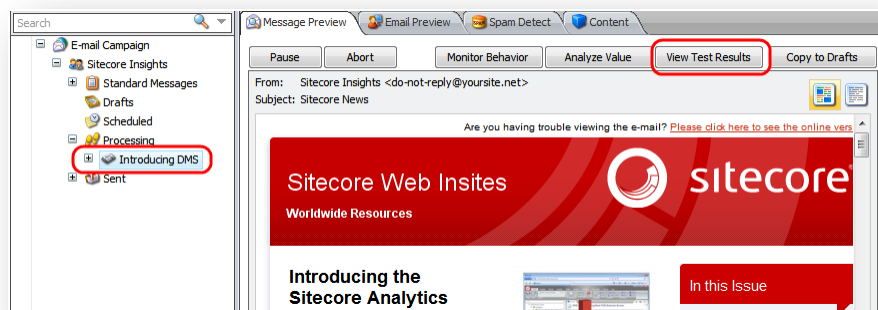 Search
E-mail Campaign
Sitecore Insights
Standard Messages
Drafts
Scheduled
Processing
Introducing DMS
Sent
Message Preview Email Preview Spam Detect Content
Pause Abort Monitor Behavior Analyze Value View Test Results Copy to Drafts
From: Sitecore Insights <do-not-reply@yoursite.net>
Subject: Sitecore News
Are you having trouble viewing the e-mail? Please click here to see the online vers
Sitecore Web Insites
sitecore
Worldwide Resources
Introducing the
Sitecore Analytics
In this Issue